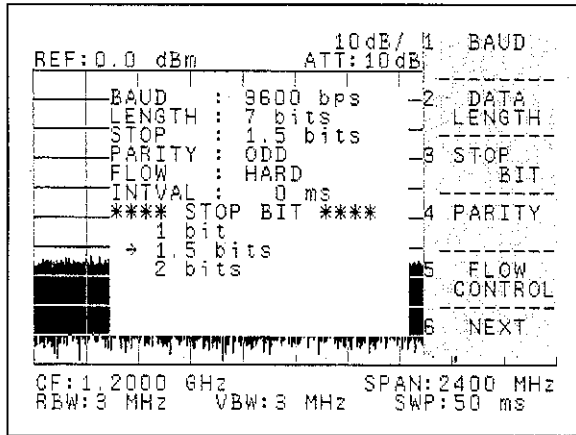 10dB/
REF:0.0 dBm ATT:10dB
BAUD : 9600 bps
LENGTH : 7 bits
STOP : 1.5 bits
PARITY : ODD
FLOW : HARD
INTVAL : 0 ms
**** STOP BIT ****
1 bit
→ 1.5 bits
2 bits
1 BAUD
2 DATA
LENGTH
3 STOP
BIT
4 PARITY
5 FLOW
CONTROL
6 NEXT
CF:1.2000 GHz SPAN:2400 MHz
RBW:3 MHz VBW:3 MHz SWP:50 ms